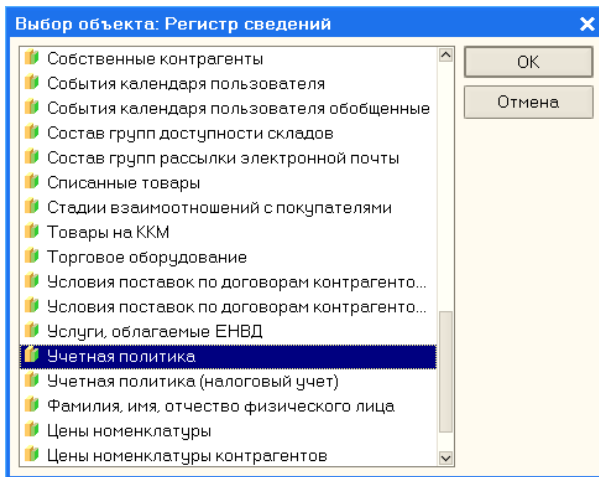 Выбор объекта: Регистр сведений
Собственные контрагенты
События календаря пользователя
События календаря пользователя обобщенные
Состав групп доступности складов
Состав групп рассылки электронной почты
Списанные товары
Стадии взаимоотношений с покупателями
Товары на ККМ
Торговое оборудование
Условия поставок по договорам контрагенто...
Условия поставок по договорам контрагенто...
Услуги, облагаемые ЕНВД
Учетная политика
Учетная политика (налоговый учет)
Фамилия, имя, отчество физического лица
Цены номенклатуры
Цены номенклатуры контрагентов
OK
Отмена